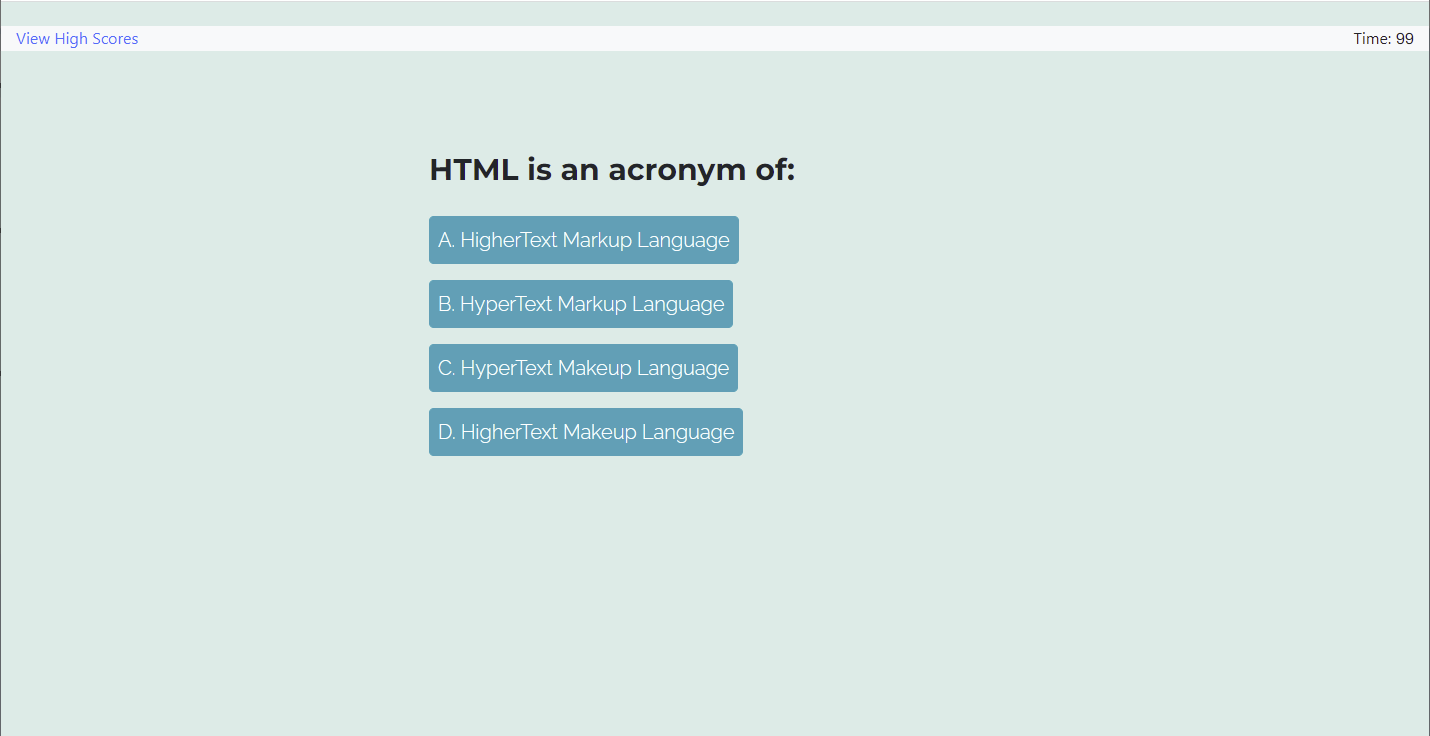 View High Scores
Time: 99
HTML is an acronym of:
A. HigherText Markup Language
B. HyperText Markup Language
C. HyperText Makeup Language
D. HigherText Makeup Language